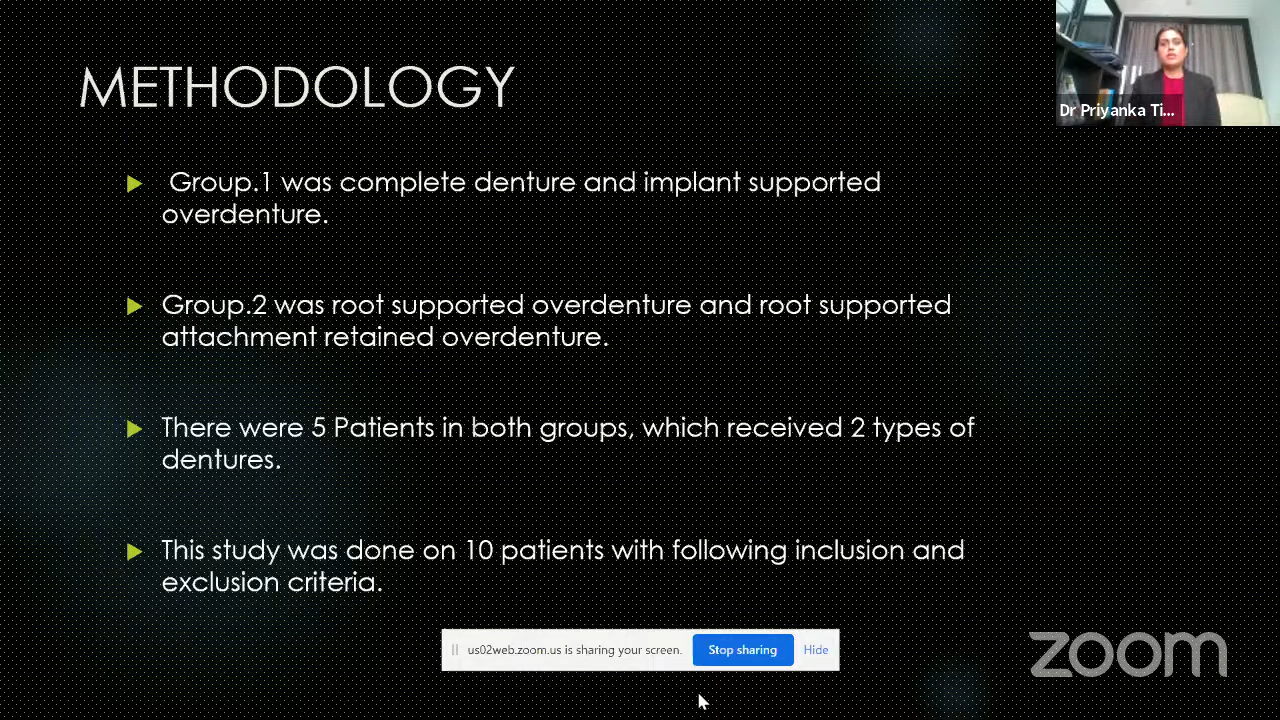 METHODOLOGY
Dr Priyanka Ti...
Group.1 was complete denture and implant supported
overdenture.
Group.2 was root supported overdenture and root supported
attachment retained overdenture.
There were 5 Patients in both groups, which received 2 types of
dentures.
This study was done on 10 patients with following inclusion and
exclusion criteria.
us02web.zoom.us is sharing your screen. Stop sharing Hide
zoom